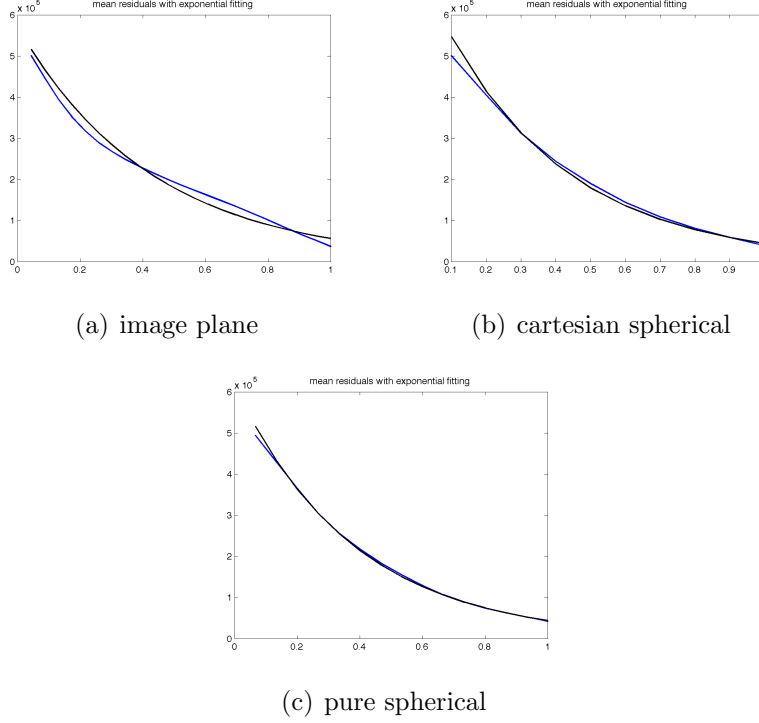 mean residuals with exponential fitting
x 10^5
6
5
4
3
2
1
0
0 0.2 0.4 0.6 0.8 1
(a) image plane
mean residuals with exponential fitting
x 10^5
6
5
4
3
2
1
0
0.1 0.2 0.3 0.4 0.5 0.6 0.7 0.8 0.9
(b) cartesian spherical
mean residuals with exponential fitting
x 10^5
6
5
4
3
2
1
0
0 0.2 0.4 0.6 0.8 1
(c) pure spherical